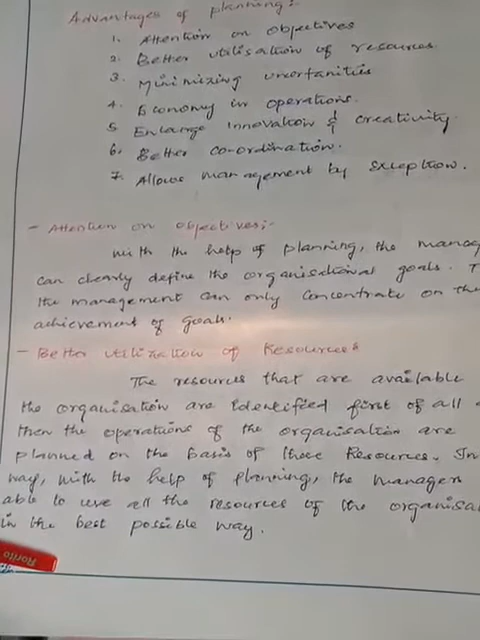 Advantages of planning:
1. Attention on objectives
2. Better utilisation of resources
3. Minimizing uncertanities
4. Economy in operations.
5. Enlarge Innovation & creativity.
6. Better co-ordination.
7. Allows management by exception.
- Attention on objectives:-
With the help of planning, the manag
can clearly define the organisational goals. T
the management can only concentrate on the
achievement of goals.
- Better utilization of Resources:
The resources that are available
the organisation are identified first of all
then the operations of the organisation are
planned on the basis of those Resources. In
way, with the help of planning, the managem
able to use all the resources of the organisa
in the best possible way.
Rorito